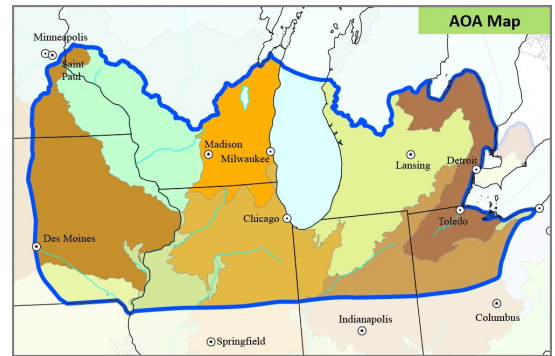 AOA Map
Minneapolis
Saint
Paul
Madison
Milwaukee
Lansing
Detroit
Chicago
Toledo
Des Moines
Columbus
Indianapolis
Springfield